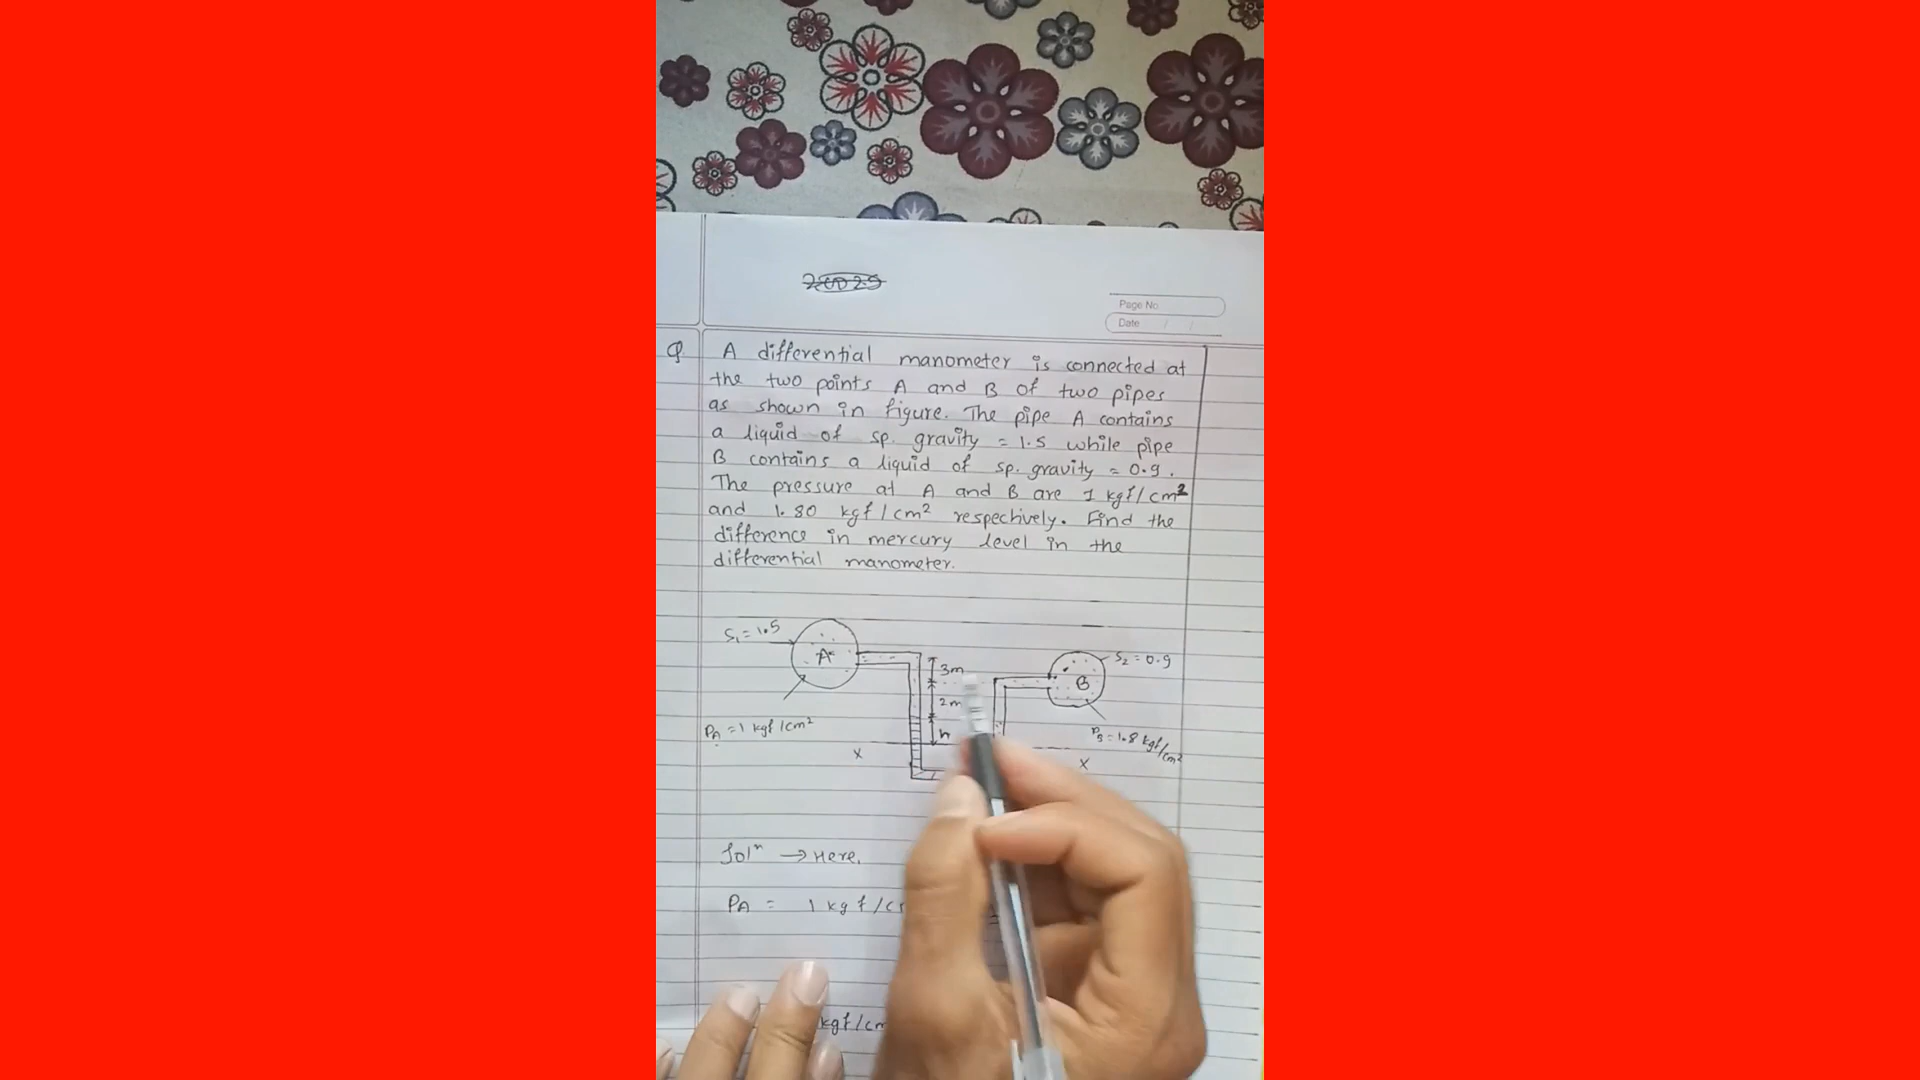 Page No
Date / /
Q A differential manometer is connected at
the two points A and B of two pipes
as shown in figure. The pipe A contains
a liquid of sp. gravity = 1.5 while pipe
B contains a liquid of sp. gravity = 0.9.
The pressure at A and B are 1 kgf/cm²
and 1.80 kgf/cm² respectively. Find the
difference in mercury level in the
differential manometer.
S₁ = 1.5
A
3m
S₂ = 0.9
B
2m
h
PA = 1 kgf/cm²
PB = 1.8 kgf/cm²
X
X
Solⁿ → Here,
PA = 1 kgf/c
kgf/cm